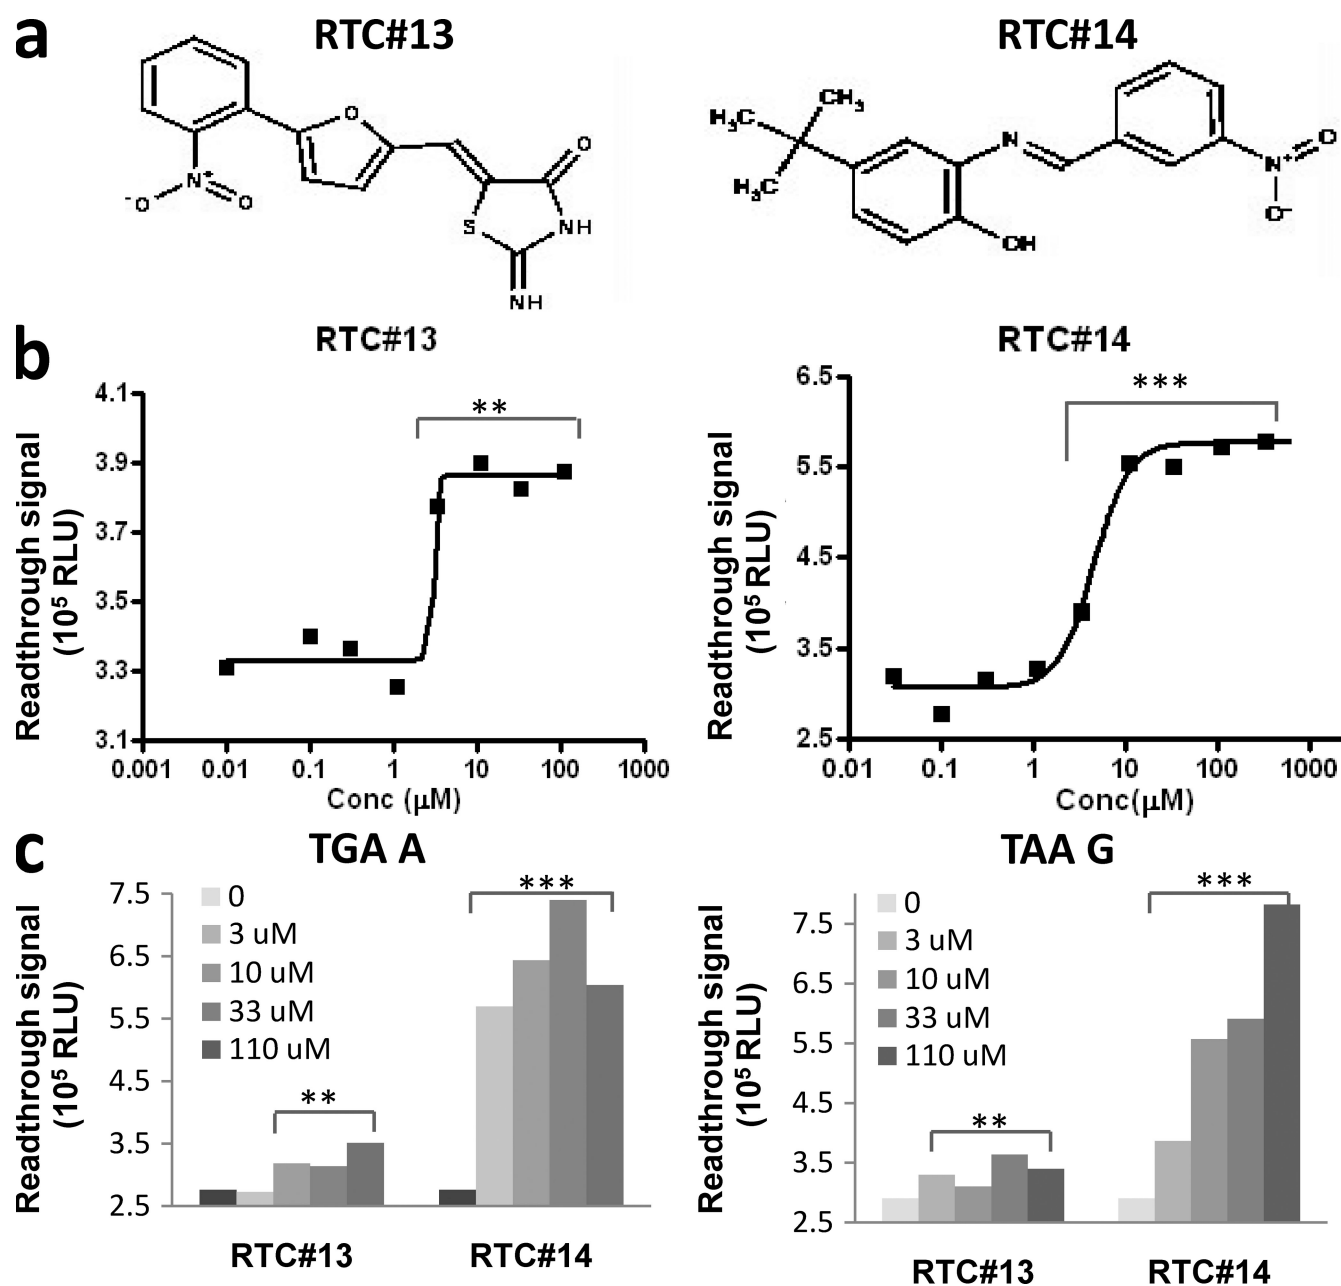 a
RTC#13
RTC#14
O
N+
-O
O
O
S
NH
NH
H3C
CH3
H3C
N
OH
N+
O
O-
b
RTC#13
RTC#14
Readthrough signal
(10⁵ RLU)
4.1
3.9
3.7
3.5
3.3
3.1
**
0.001
0.01
0.1
1
10
100
1000
Conc (μM)
Readthrough signal
(10⁵ RLU)
6.5
5.5
4.5
3.5
2.5
***
0.01
0.1
1
10
100
1000
Conc(μM)
c
TGA A
TAA G
Readthrough signal
(10⁵ RLU)
7.5
6.5
5.5
4.5
3.5
2.5
0
3 uM
10 uM
33 uM
110 uM
**
***
RTC#13
RTC#14
Readthrough signal
(10⁵ RLU)
7.5
6.5
5.5
4.5
3.5
2.5
0
3 uM
10 uM
33 uM
110 uM
**
***
RTC#13
RTC#14